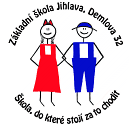 Základní škola Jihlava, Demlova 32
Škola, do které stojí za to chodit